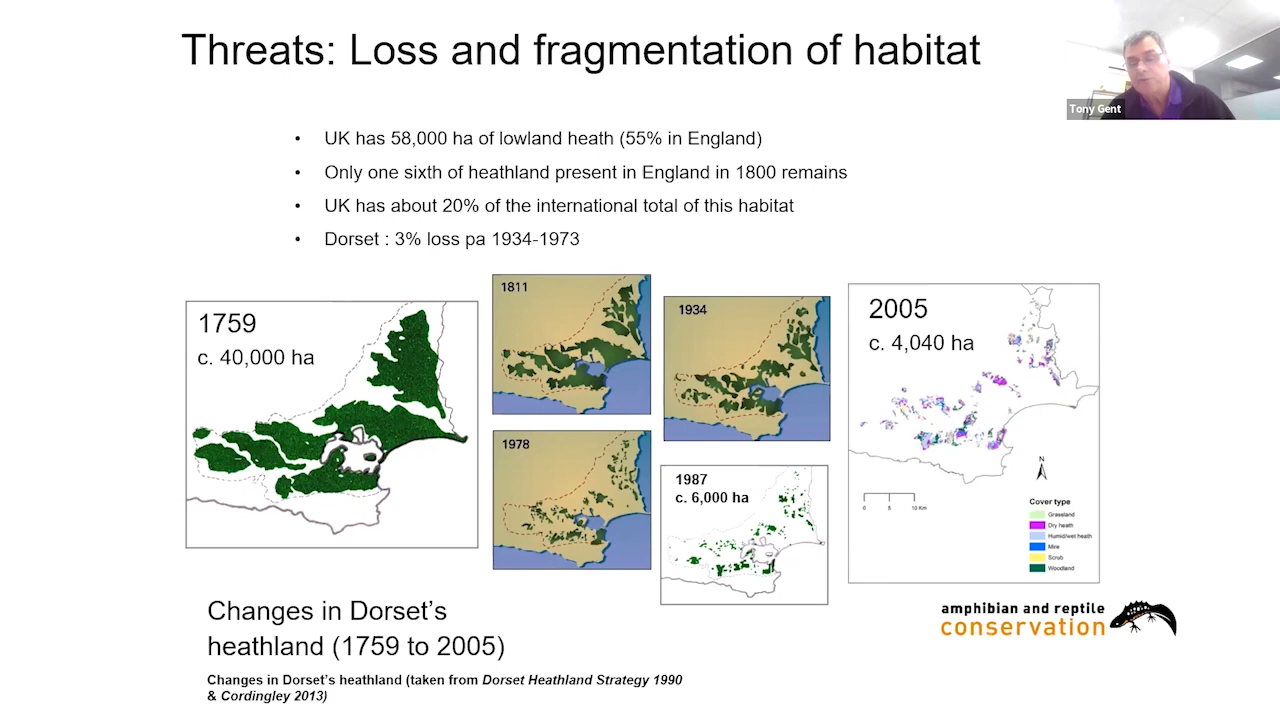 Threats: Loss and fragmentation of habitat
Tony Gent
• UK has 58,000 ha of lowland heath (55% in England)
• Only one sixth of heathland present in England in 1800 remains
• UK has about 20% of the international total of this habitat
• Dorset : 3% loss pa 1934-1973
1759
c. 40,000 ha
1811
1934
1978
1987
c. 6,000 ha
2005
c. 4,040 ha
N
0 5 10 Km
Cover type
Grassland
Dry heath
Humid/wet heath
Mire
Scrub
Woodland
Changes in Dorset's
heathland (1759 to 2005)
Changes in Dorset's heathland (taken from Dorset Heathland Strategy 1990
& Cordingley 2013)
amphibian and reptile
conservation